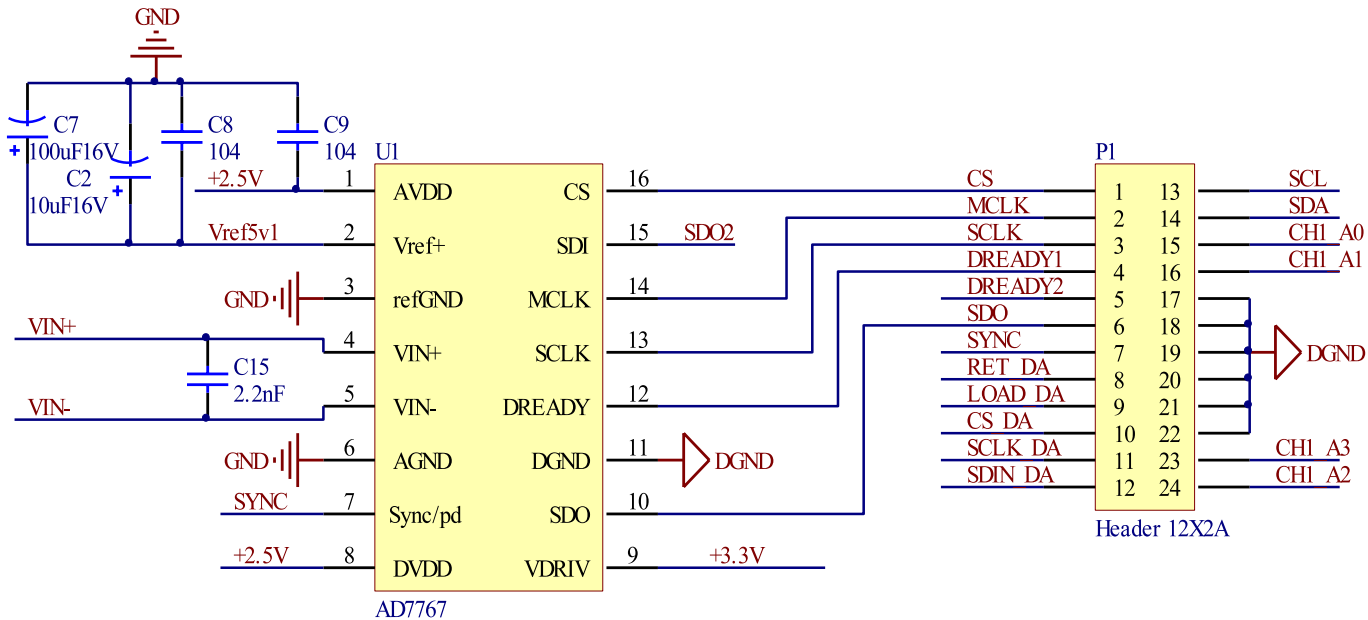 GND
C7
100uF16V
C2
10uF16V
C8
104
C9
104
+2.5V
Vref5v1
GND
VIN+
C15
2.2nF
VIN-
GND
SYNC
+2.5V
U1
1 AVDD CS 16
2 Vref+ SDI 15 SDO2
3 refGND MCLK 14
4 VIN+ SCLK 13
5 VIN- DREADY 12
6 AGND DGND 11 DGND
7 Sync/pd SDO 10
8 DVDD VDRIV 9 +3.3V
AD7767
P1
CS 1 13 SCL
MCLK 2 14 SDA
SCLK 3 15 CH1_A0
DREADY1 4 16 CH1_A1
DREADY2 5 17
SDO 6 18
SYNC 7 19 DGND
RET_DA 8 20
LOAD_DA 9 21
CS_DA 10 22
SCLK_DA 11 23 CH1_A3
SDIN_DA 12 24 CH1_A2
Header 12X2A